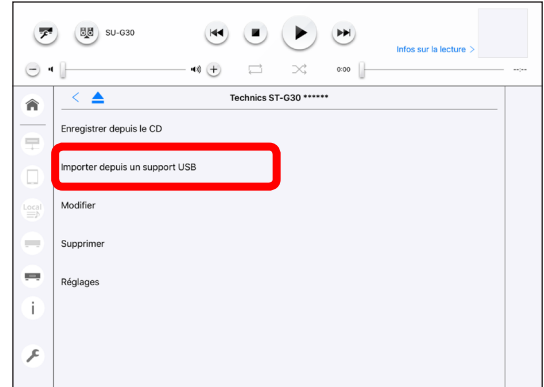 SU-G30
Infos sur la lecture >
0:00
--:--
Technics ST-G30 ******
Enregistrer depuis le CD
Importer depuis un support USB
Local
Modifier
Supprimer
Réglages
i